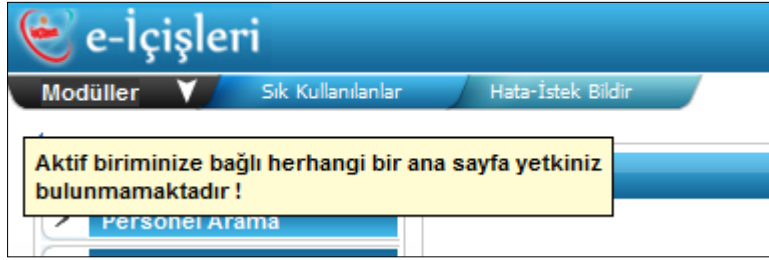 e-İçişleri
Modüller Sık Kullanılanlar Hata-İstek Bildir
Aktif biriminize bağlı herhangi bir ana sayfa yetkiniz
bulunmamaktadır !
Personel Arama